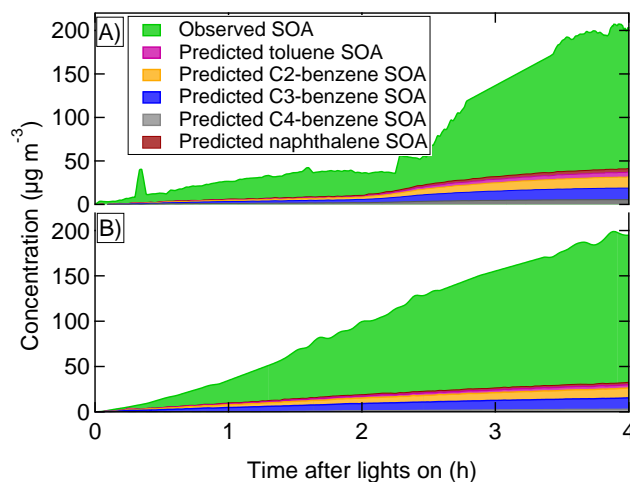 A)
Observed SOA
Predicted toluene SOA
Predicted C2-benzene SOA
Predicted C3-benzene SOA
Predicted C4-benzene SOA
Predicted naphthalene SOA
200
150
100
50
0
B)
200
150
100
50
0
Concentration (µg m⁻³)
0 1 2 3 4
Time after lights on (h)